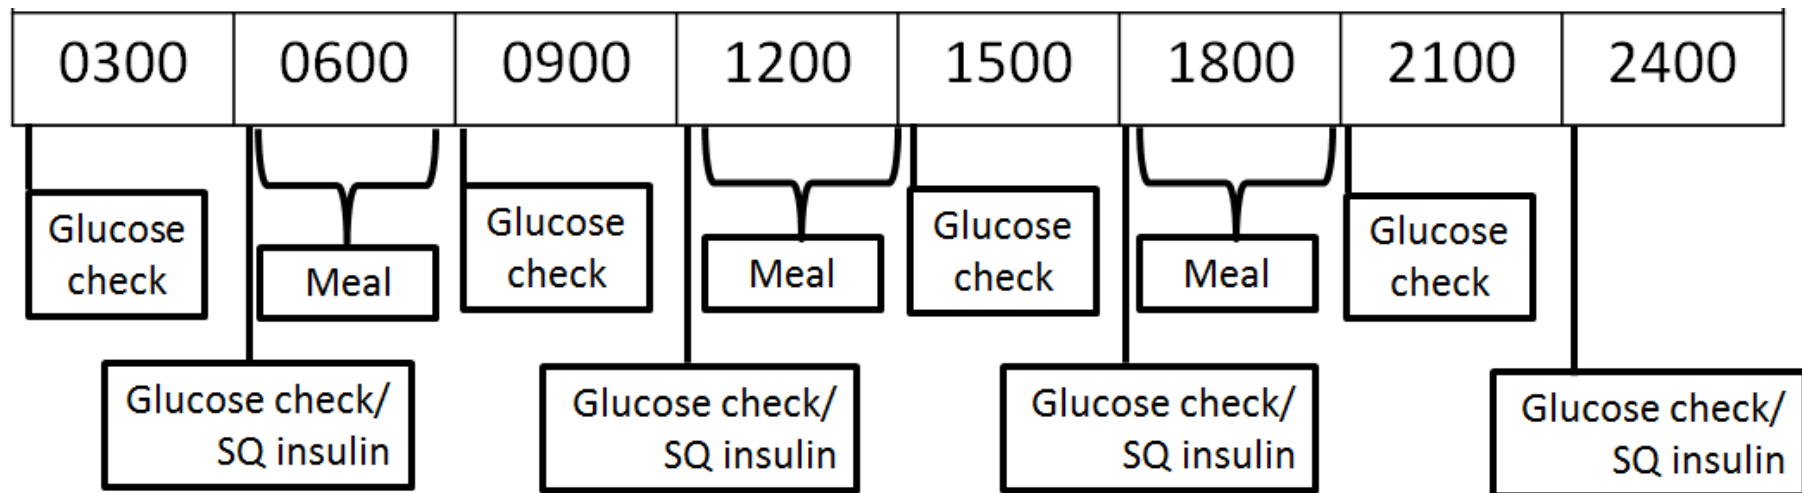 0300 0600 0900 1200 1500 1800 2100 2400
Glucose
check
Meal
Glucose
check
Meal
Glucose
check
Meal
Glucose
check
Glucose check/
SQ insulin
Glucose check/
SQ insulin
Glucose check/
SQ insulin
Glucose check/
SQ insulin